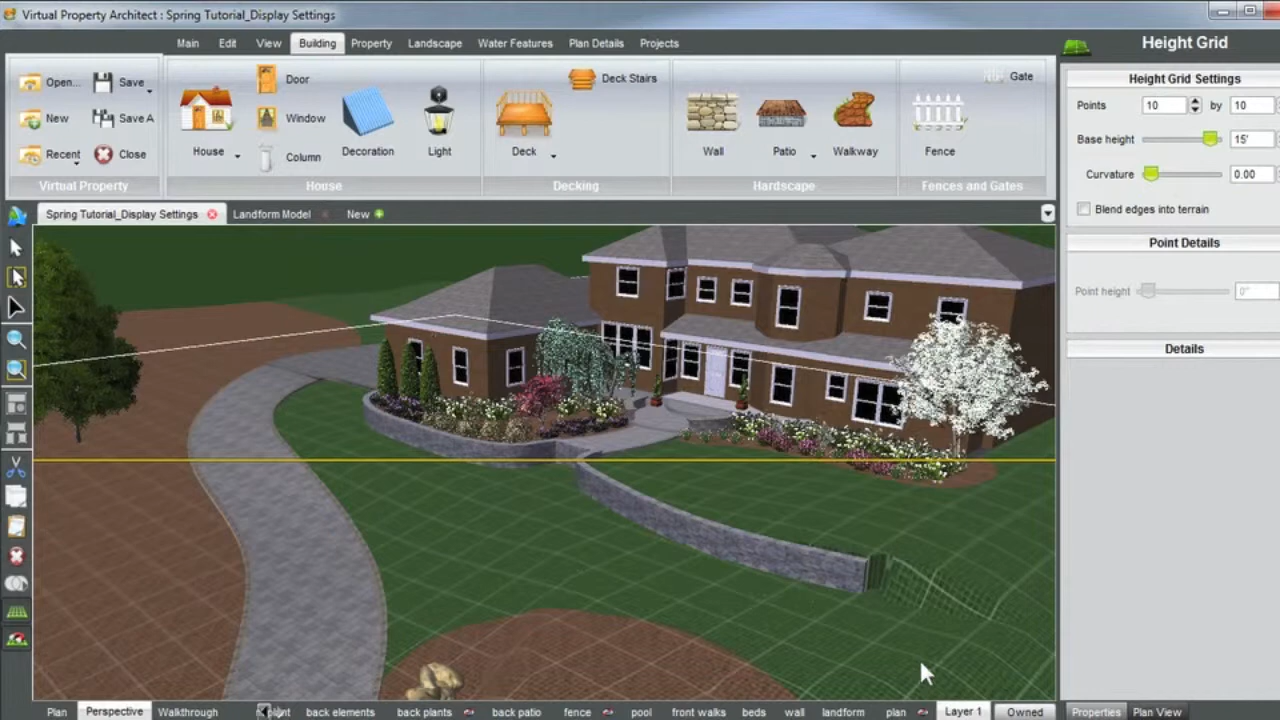 Virtual Property Architect : Spring Tutorial_Display Settings
Main Edit View Building Property Landscape Water Features Plan Details Projects
Open... Save
New Save A
Recent Close
Virtual Property
House
Door
Window
Column
Decoration
Light
House
Deck
Deck Stairs
Decking
Wall
Patio
Walkway
Hardscape
Fence
Gate
Fences and Gates
Spring Tutorial_Display Settings Landform Model New
Height Grid
Height Grid Settings
Points 10 by 10
Base height 15'
Curvature 0.00
Blend edges into terrain
Point Details
Point height 0"
Details
Plan Perspective Walkthrough back elements back plants back patio fence pool front walks beds wall landform plan Layer 1 Owned Properties Plan View